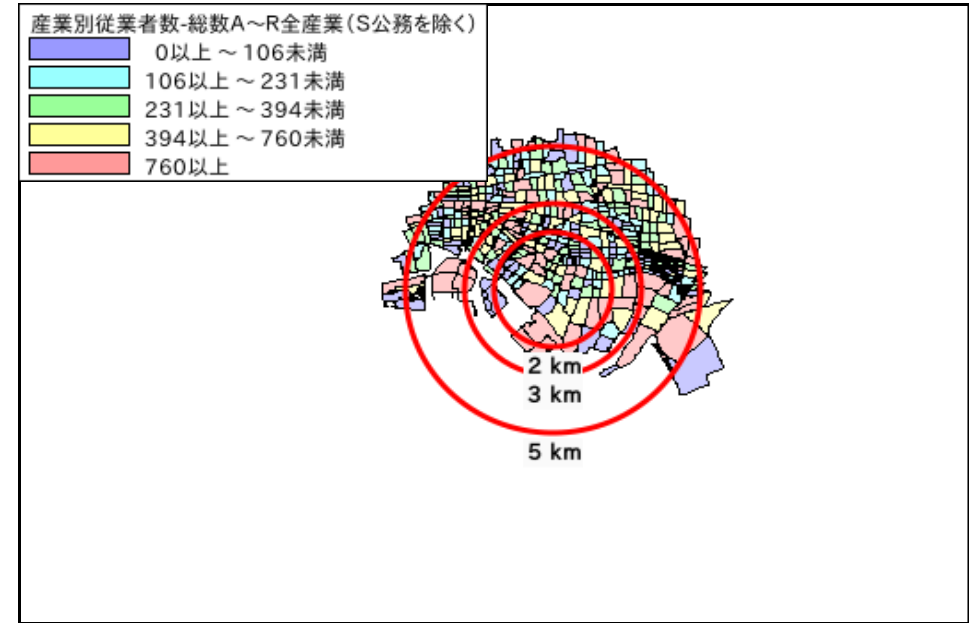 産業別従業者数-総数A～R全産業(S公務を除く)
0以上 ～ 106未満
106以上 ～ 231未満
231以上 ～ 394未満
394以上 ～ 760未満
760以上
2 km
3 km
5 km